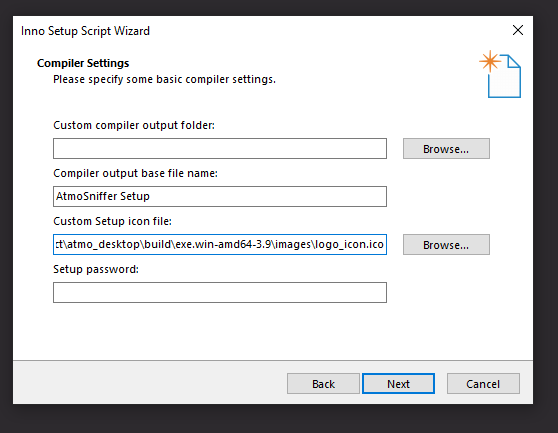 Inno Setup Script Wizard
Compiler Settings
Please specify some basic compiler settings.
Custom compiler output folder:
Browse...
Compiler output base file name:
AtmoSniffer Setup
Custom Setup icon file:
ct\atmo_desktop\build\exe.win-amd64-3.9\images\logo_icon.ico
Browse...
Setup password:
Back
Next
Cancel